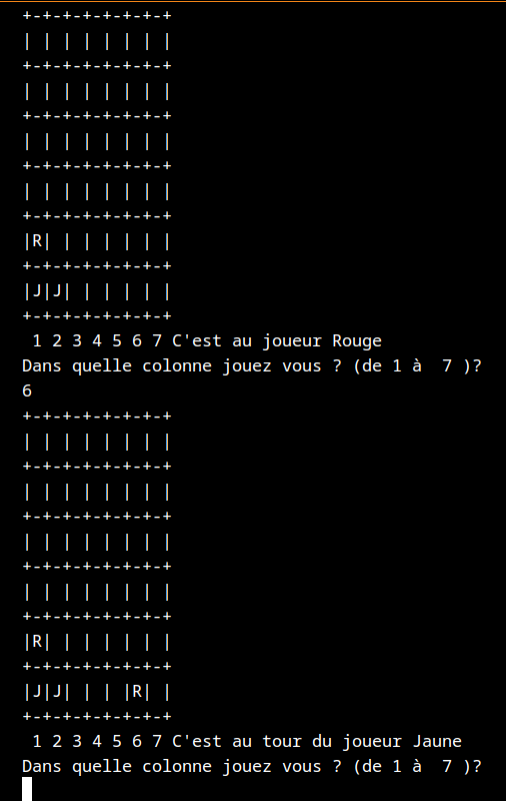 +-+-+-+-+-+-+-+
| | | | | | | |
+-+-+-+-+-+-+-+
| | | | | | | |
+-+-+-+-+-+-+-+
| | | | | | | |
+-+-+-+-+-+-+-+
| | | | | | | |
+-+-+-+-+-+-+-+
|R| | | | | | |
+-+-+-+-+-+-+-+
|J|J| | | | | |
+-+-+-+-+-+-+-+
 1 2 3 4 5 6 7 C'est au joueur Rouge
Dans quelle colonne jouez vous ? (de 1 à  7 )?
6
+-+-+-+-+-+-+-+
| | | | | | | |
+-+-+-+-+-+-+-+
| | | | | | | |
+-+-+-+-+-+-+-+
| | | | | | | |
+-+-+-+-+-+-+-+
| | | | | | | |
+-+-+-+-+-+-+-+
|R| | | | | | |
+-+-+-+-+-+-+-+
|J|J| | | |R| |
+-+-+-+-+-+-+-+
 1 2 3 4 5 6 7 C'est au tour du joueur Jaune
Dans quelle colonne jouez vous ? (de 1 à  7 )?